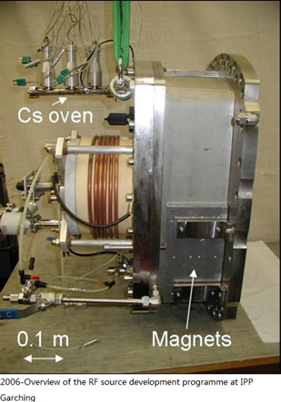 Cs oven
0.1 m
Magnets
2006-Overview of the RF source development programme at IPP
Garching